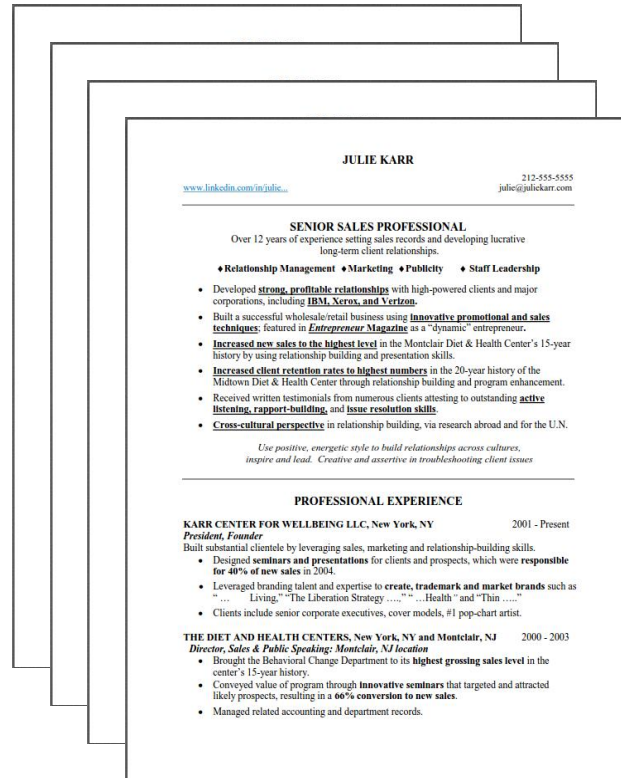 JULIE KARR
212-555-5555
www.linkedin.com/in/julie... julie@juliekarr.com
SENIOR SALES PROFESSIONAL
Over 12 years of experience setting sales records and developing lucrative
long-term client relationships.
♦Relationship Management ♦Marketing ♦Publicity ♦ Staff Leadership
• Developed strong, profitable relationships with high-powered clients and major
corporations, including IBM, Xerox, and Verizon.
• Built a successful wholesale/retail business using innovative promotional and sales
techniques; featured in Entrepreneur Magazine as a “dynamic” entrepreneur.
• Increased new sales to the highest level in the Montclair Diet & Health Center’s 15-year
history by using relationship building and presentation skills.
• Increased client retention rates to highest numbers in the 20-year history of the
Midtown Diet & Health Center through relationship building and program enhancement.
• Received written testimonials from numerous clients attesting to outstanding active
listening, rapport-building, and issue resolution skills.
• Cross-cultural perspective in relationship building, via research abroad and for the U.N.
Use positive, energetic style to build relationships across cultures,
inspire and lead. Creative and assertive in troubleshooting client issues
PROFESSIONAL EXPERIENCE
KARR CENTER FOR WELLBEING LLC, New York, NY 2001 - Present
President, Founder
Built substantial clientele by leveraging sales, marketing and relationship-building skills.
• Designed seminars and presentations for clients and prospects, which were responsible
for 40% of new sales in 2004.
• Leveraged branding talent and expertise to create, trademark and market brands such as
“ … Living,” “The Liberation Strategy ….,” “ …Health “ and “Thin …..”
• Clients include senior corporate executives, cover models, #1 pop-chart artist.
THE DIET AND HEALTH CENTERS, New York, NY and Montclair, NJ 2000 - 2003
Director, Sales & Public Speaking: Montclair, NJ location
• Brought the Behavioral Change Department to its highest grossing sales level in the
center’s 15-year history.
• Conveyed value of program through innovative seminars that targeted and attracted
likely prospects, resulting in a 66% conversion to new sales.
• Managed related accounting and department records.